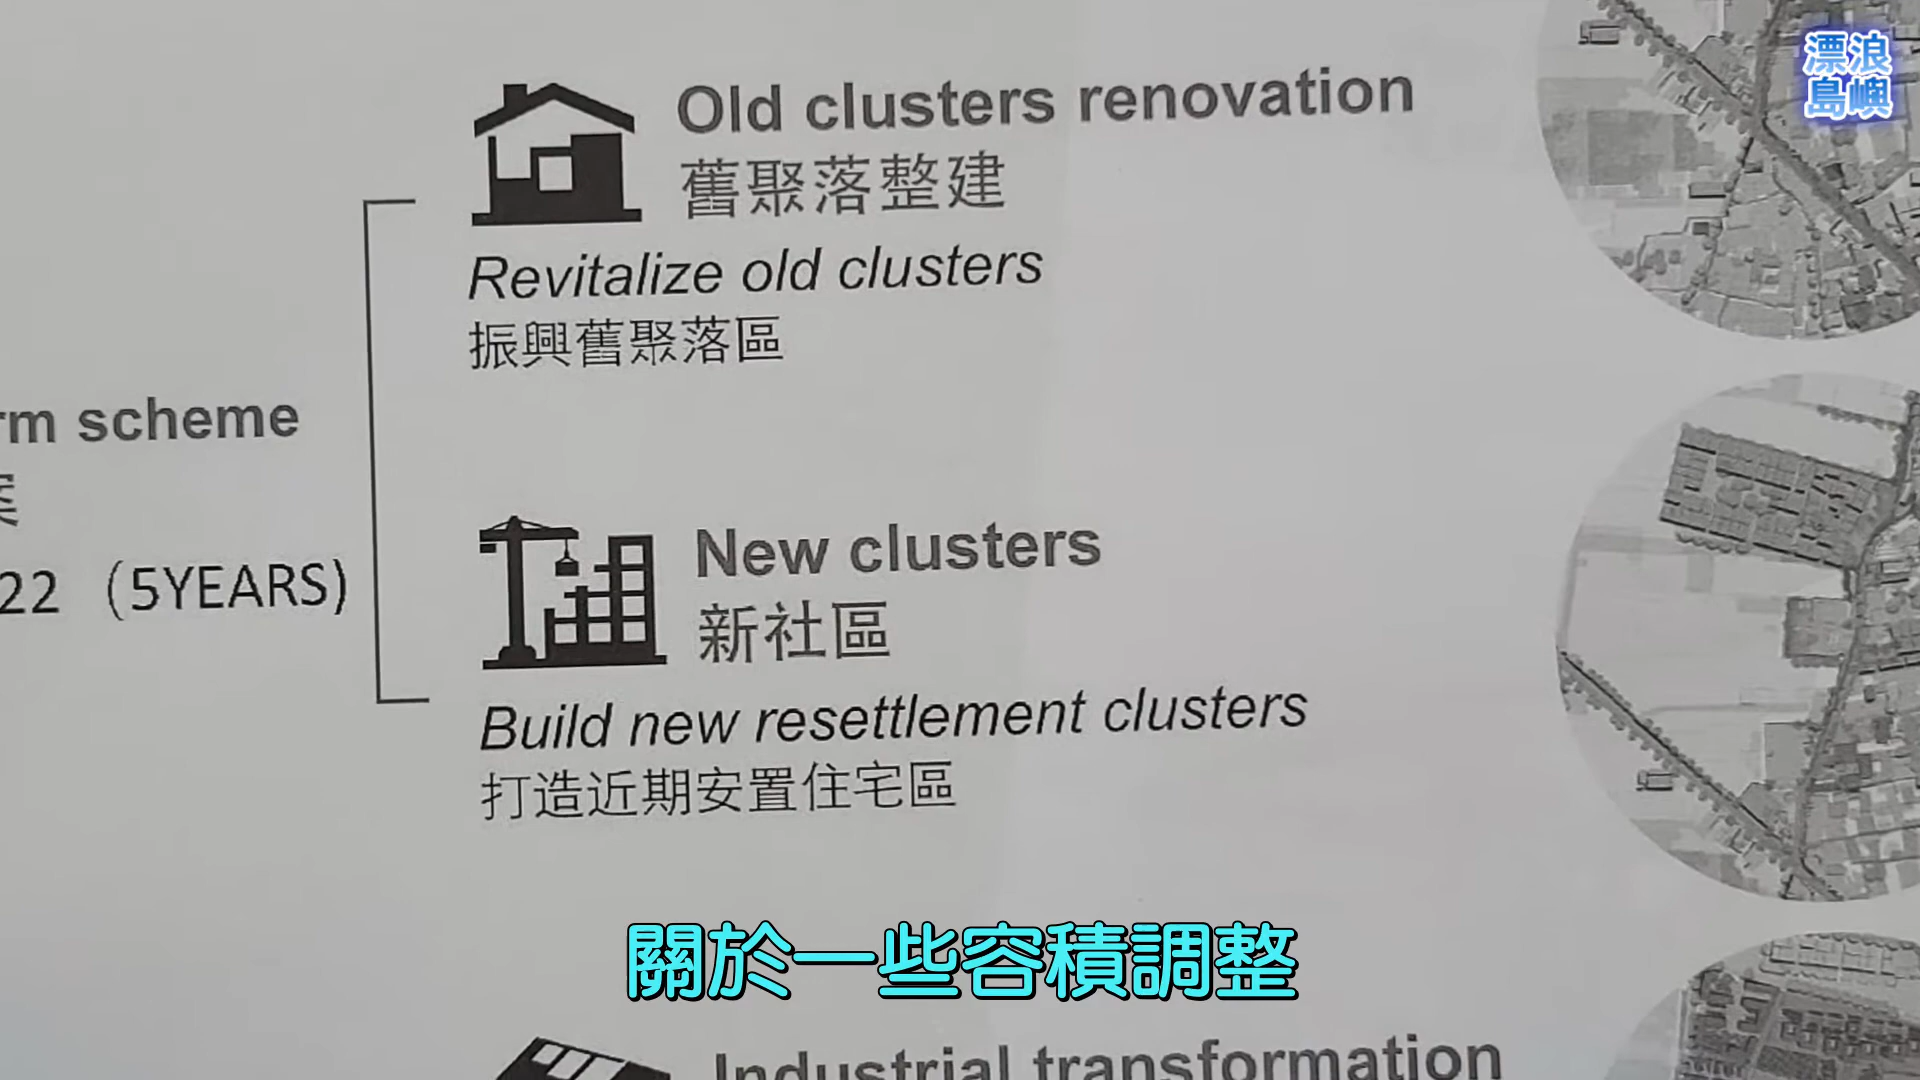 漂浪
島嶼
Old clusters renovation
舊聚落整建
Revitalize old clusters
振興舊聚落區
rm scheme
案
22 (5YEARS)
New clusters
新社區
Build new resettlement clusters
打造近期安置住宅區
關於一些容積調整
Industrial transformation